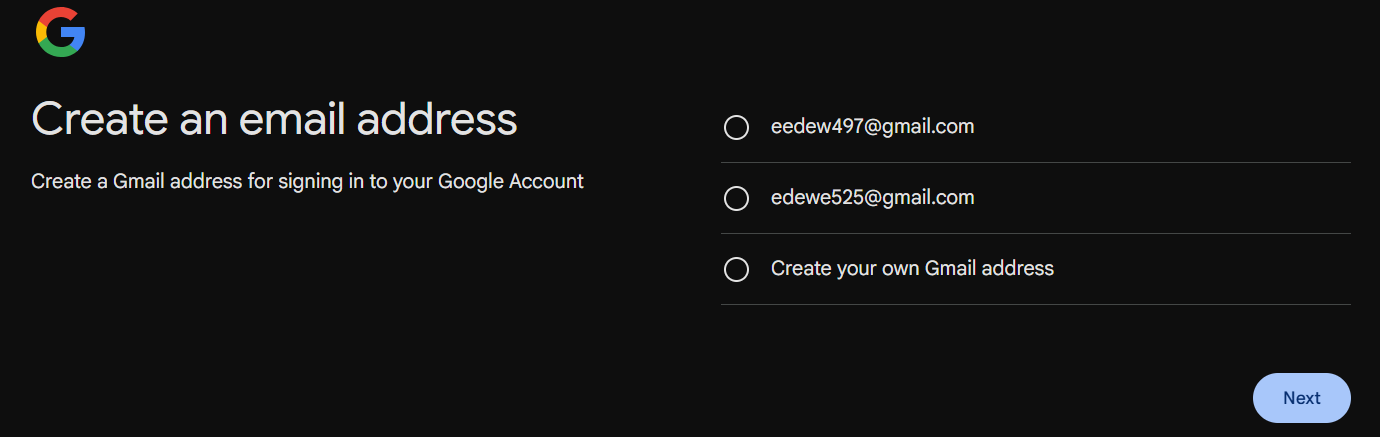 Create an email address
Create a Gmail address for signing in to your Google Account
eedew497@gmail.com
edewe525@gmail.com
Create your own Gmail address
Next